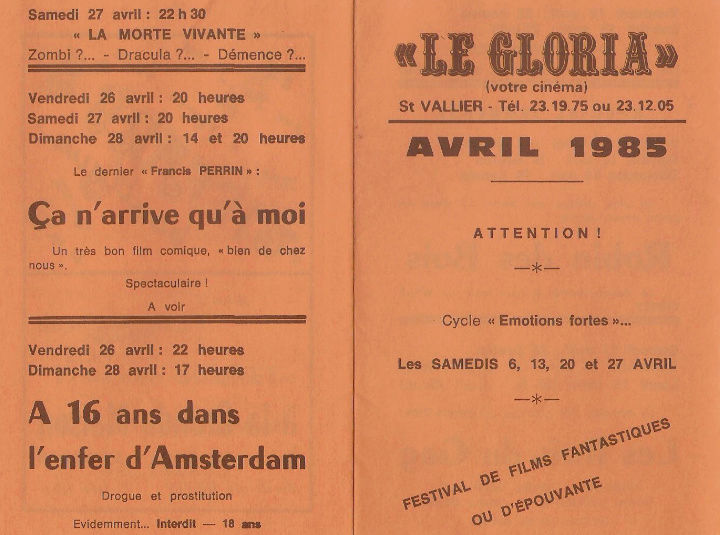 Samedi 27 avril : 22 h 30
« LA MORTE VIVANTE »
Zombi ?... - Dracula ?... - Démence ?...
Vendredi 26 avril : 20 heures
Samedi 27 avril : 20 heures
Dimanche 28 avril : 14 et 20 heures
Le dernier « Francis PERRIN » :
Ça n'arrive qu'à moi
Un très bon film comique, « bien de chez
nous ».
Spectaculaire !
A voir
Vendredi 26 avril : 22 heures
Dimanche 28 avril : 17 heures
A 16 ans dans
l'enfer d'Amsterdam
Drogue et prostitution
Evidemment... Interdit — 18 ans
« LE GLORIA »
(votre cinéma)
St VALLIER - Tél. 23.19.75 ou 23.12.05
AVRIL 1985
ATTENTION !
Cycle « Emotions fortes »...
Les SAMEDIS 6, 13, 20 et 27 AVRIL
FESTIVAL DE FILMS FANTASTIQUES
OU D'ÉPOUVANTE